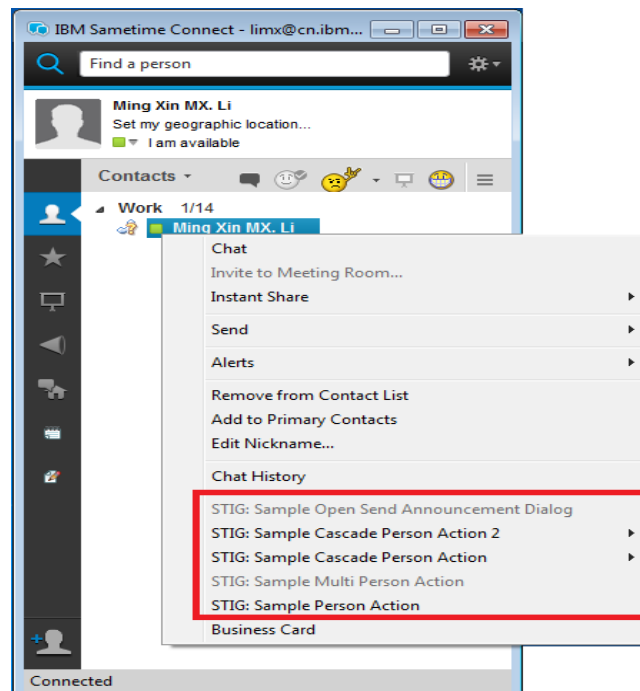 IBM Sametime Connect - limx@cn.ibm...
Find a person
Ming Xin MX. Li
Set my geographic location...
I am available
Contacts
Work 1/14
Ming Xin MX. Li
Chat
Invite to Meeting Room...
Instant Share
Send
Alerts
Remove from Contact List
Add to Primary Contacts
Edit Nickname...
Chat History
STIG: Sample Open Send Announcement Dialog
STIG: Sample Cascade Person Action 2
STIG: Sample Cascade Person Action
STIG: Sample Multi Person Action
STIG: Sample Person Action
Business Card
Connected